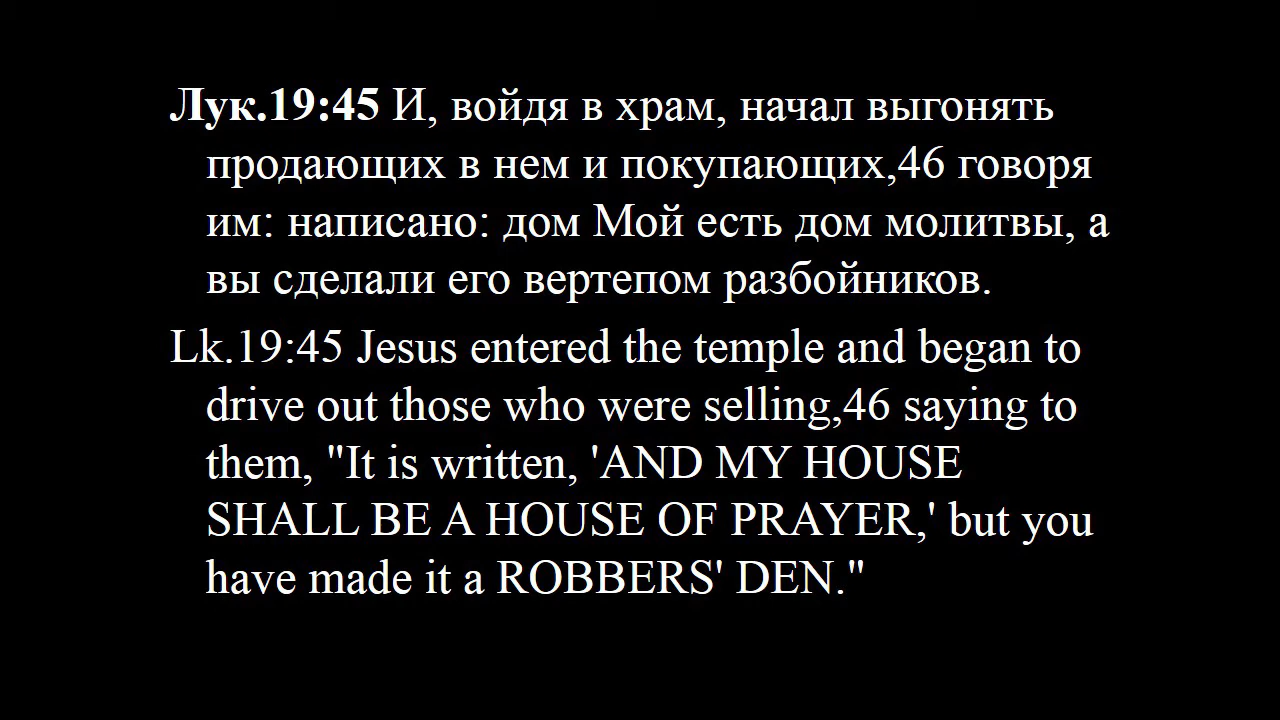 Лук.19:45 И, войдя в храм, начал выгонять
продающих в нем и покупающих,46 говоря
им: написано: дом Мой есть дом молитвы, а
вы сделали его вертепом разбойников.
Lk.19:45 Jesus entered the temple and began to
drive out those who were selling,46 saying to
them, "It is written, 'AND MY HOUSE
SHALL BE A HOUSE OF PRAYER,' but you
have made it a ROBBERS' DEN."